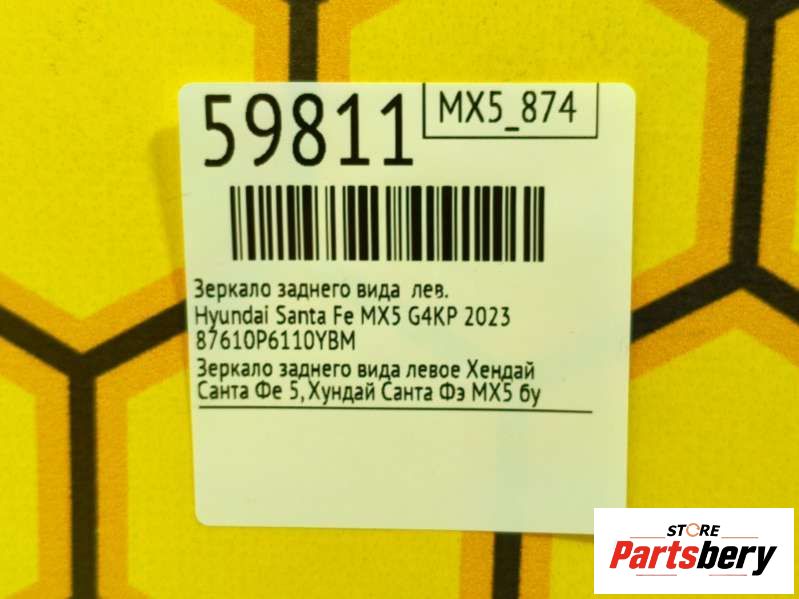 59811
MX5_874
Зеркало заднего вида лев.
Hyundai Santa Fe MX5 G4KP 2023
87610P6110YBM
Зеркало заднего вида левое Хендай
Санта Фе 5,Хундай Санта Фэ МХ5 бу
STORE
Partsbery